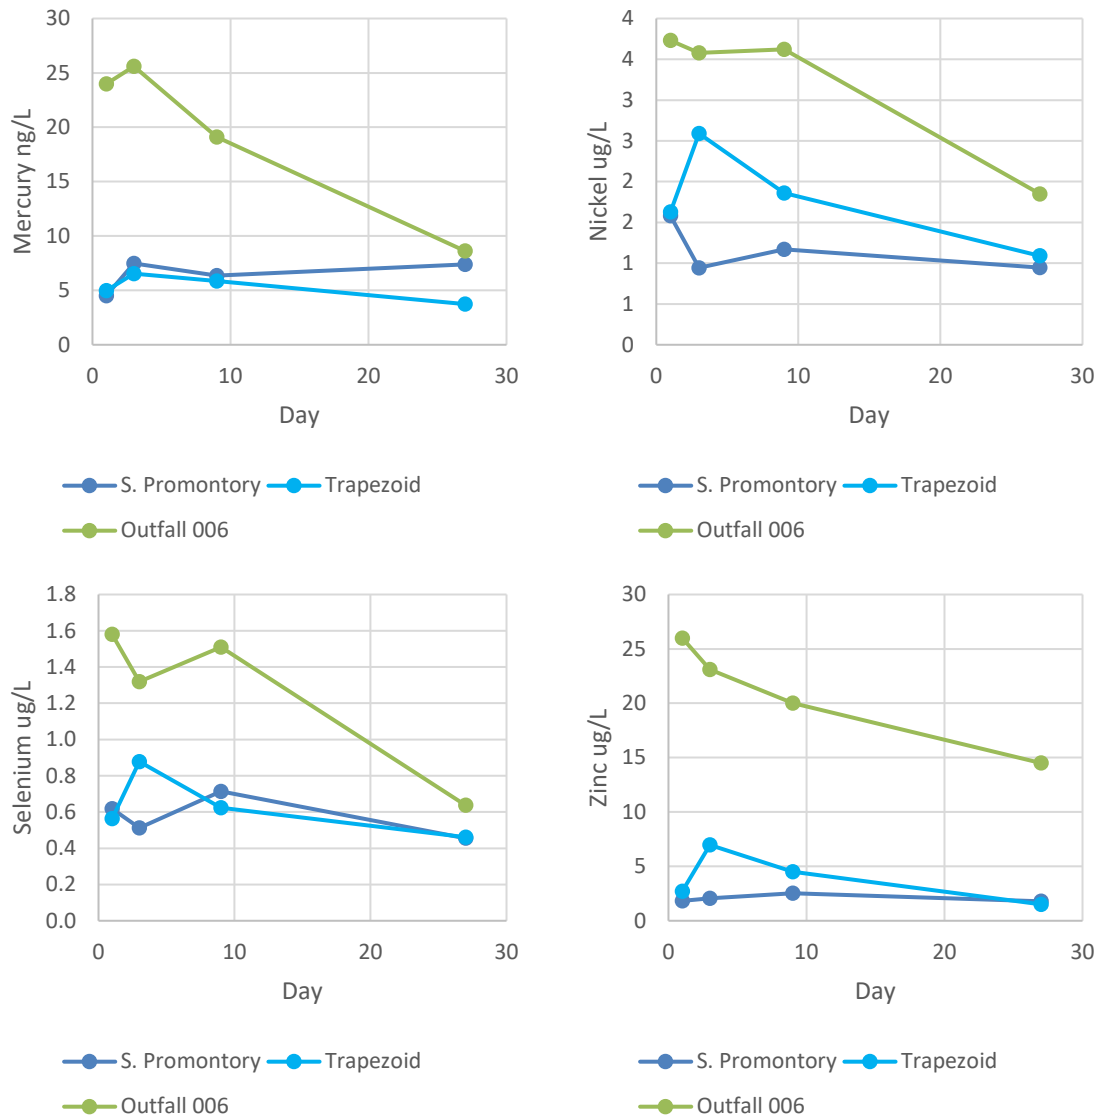 Mercury ng/L
30
25
20
15
10
5
0
0 10 20 30
Day
S. Promontory Trapezoid
Outfall 006
Nickel ug/L
4
4
3
3
2
2
1
1
0
0 10 20 30
Day
S. Promontory Trapezoid
Outfall 006
Selenium ug/L
1.8
1.6
1.4
1.2
1.0
0.8
0.6
0.4
0.2
0.0
0 10 20 30
Day
S. Promontory Trapezoid
Outfall 006
Zinc ug/L
30
25
20
15
10
5
0
0 10 20 30
Day
S. Promontory Trapezoid
Outfall 006